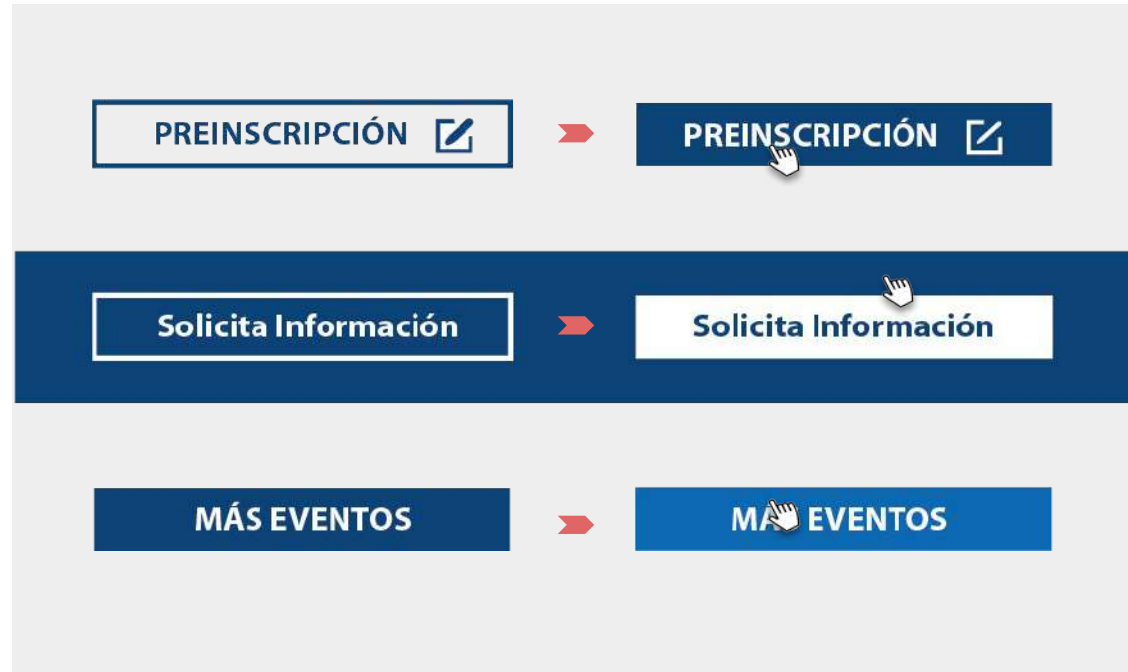 PREINSCRIPCIÓN
PREINSCRIPCIÓN
Solicita Información
Solicita Información
MÁS EVENTOS
MÁS EVENTOS